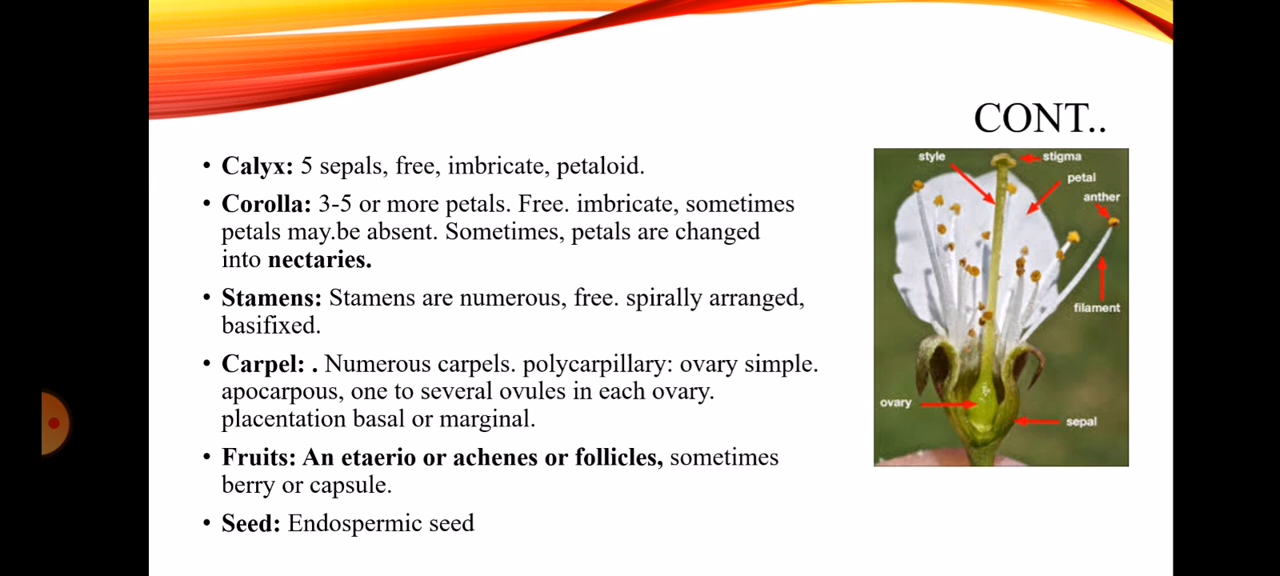 CONT..
• Calyx: 5 sepals, free, imbricate, petaloid.
• Corolla: 3-5 or more petals. Free. imbricate, sometimes
petals may.be absent. Sometimes, petals are changed
into nectaries.
• Stamens: Stamens are numerous, free. spirally arranged,
basifixed.
• Carpel: . Numerous carpels. polycarpillary: ovary simple.
apocarpous, one to several ovules in each ovary.
placentation basal or marginal.
• Fruits: An etaerio or achenes or follicles, sometimes
berry or capsule.
• Seed: Endospermic seed
style
stigma
petal
anther
filament
ovary
sepal